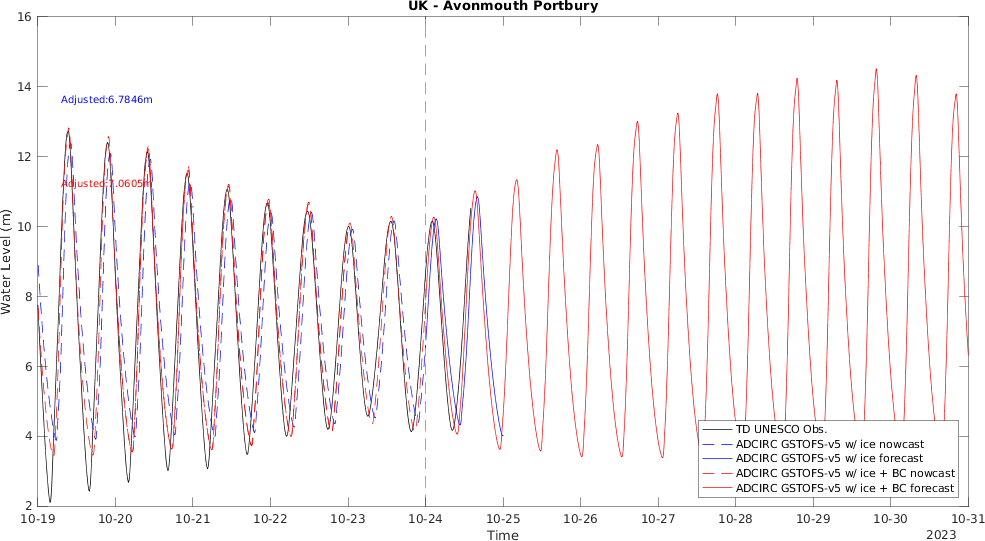 UK - Avonmouth Portbury
16
14
12
10
8
6
4
2
Water Level (m)
Adjusted:6.7846m
Adjusted:7.0605m
TD UNESCO Obs.
ADCIRC GSTOFS-v5 w/ ice nowcast
ADCIRC GSTOFS-v5 w/ ice forecast
ADCIRC GSTOFS-v5 w/ ice + BC nowcast
ADCIRC GSTOFS-v5 w/ ice + BC forecast
10-19 10-20 10-21 10-22 10-23 10-24 10-25 10-26 10-27 10-28 10-29 10-30 10-31
Time
2023